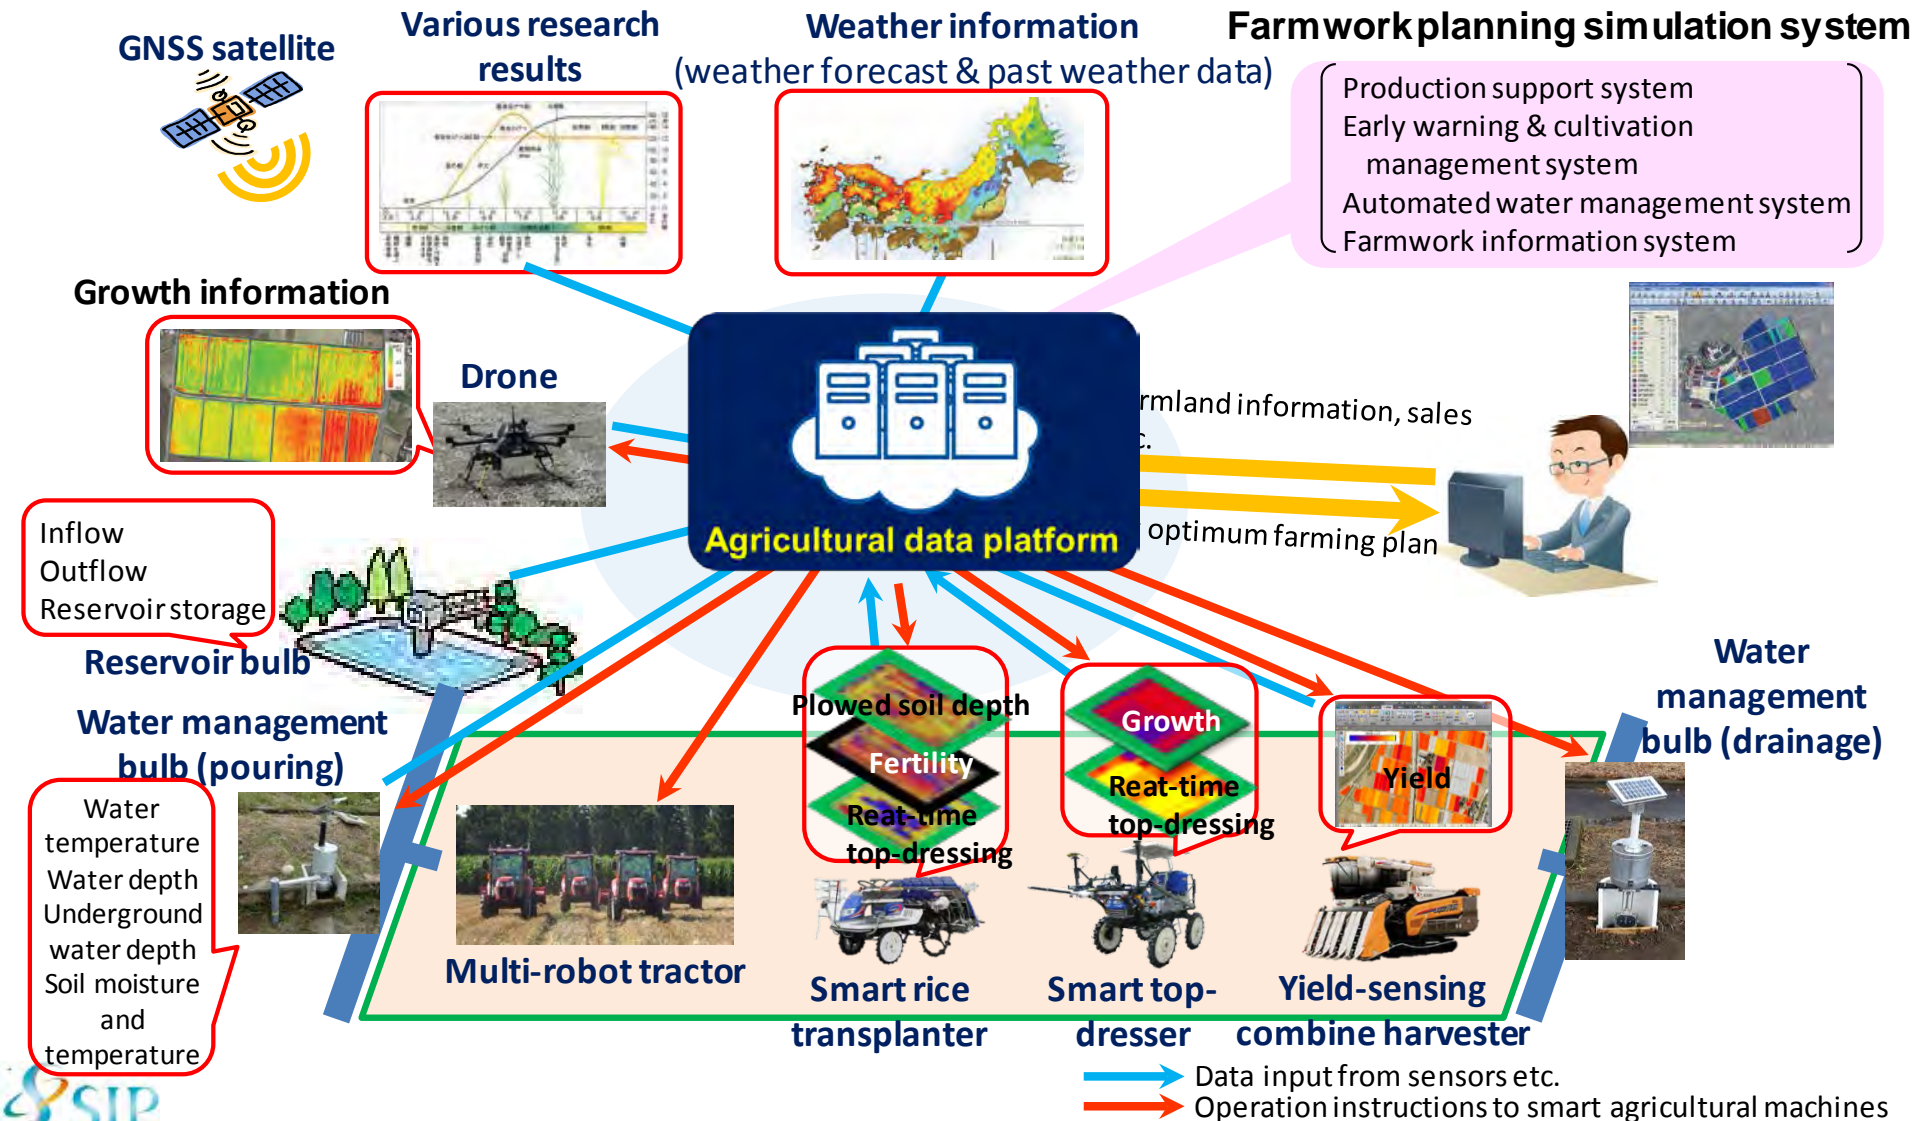 GNSS satellite
Various research
results
Weather information
(weather forecast & past weather data)
Farmwork planning simulation system
Production support system
Early warning & cultivation
management system
Automated water management system
Farmwork information system
Growth information
Drone
rmland information, sales
c.
optimum farming plan
Agricultural data platform
Inflow
Outflow
Reservoir storage
Reservoir bulb
Water management
bulb (pouring)
Water
temperature
Water depth
Underground
water depth
Soil moisture
and
temperature
Plowed soil depth
Fertility
Reat-time
top-dressing
Growth
Reat-time
top-dressing
Yield
Water
management
bulb (drainage)
Multi-robot tractor
Smart rice
transplanter
Smart top-
dresser
Yield-sensing
combine harvester
Data input from sensors etc.
Operation instructions to smart agricultural machines
SIP